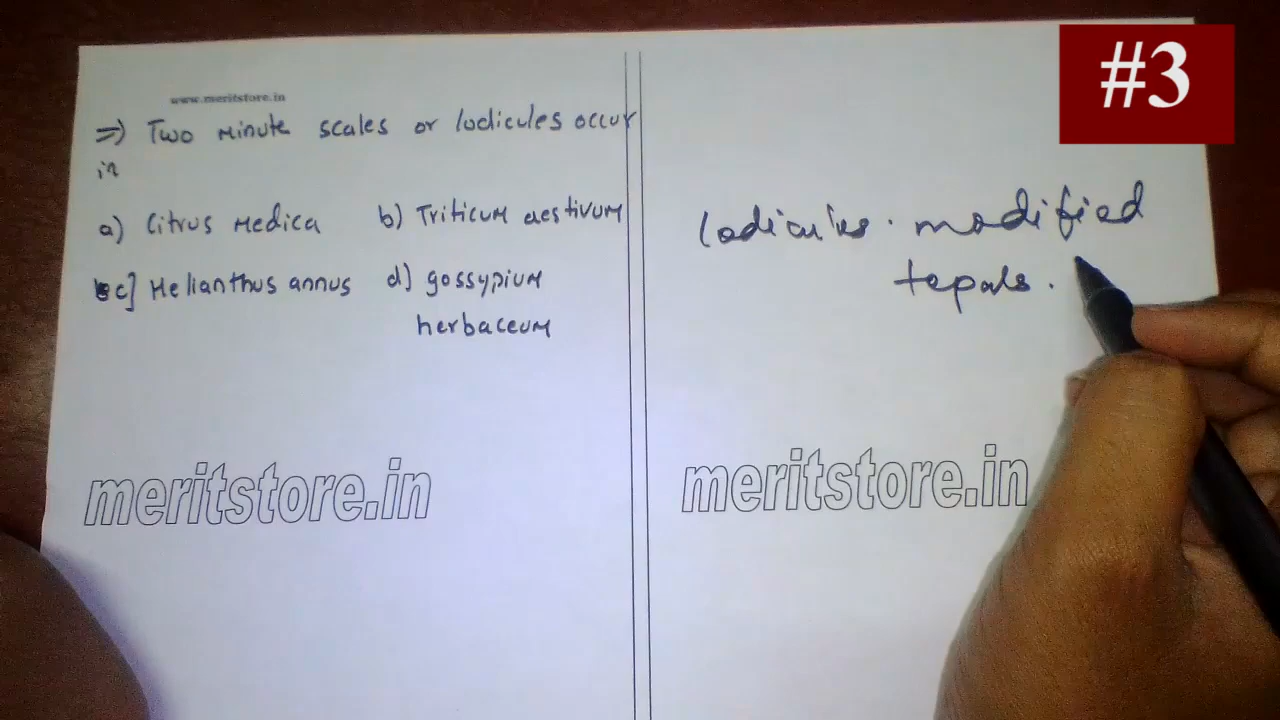 #3
www.meritstore.in
=) Two Minute scales or lodicules occur
in
a) Citrus Medica b) Triticum aestivum
c] Helianthus annus d) gossypium
herbaceum
lodicules. modified
tepals.
meritstore.in
meritstore.in